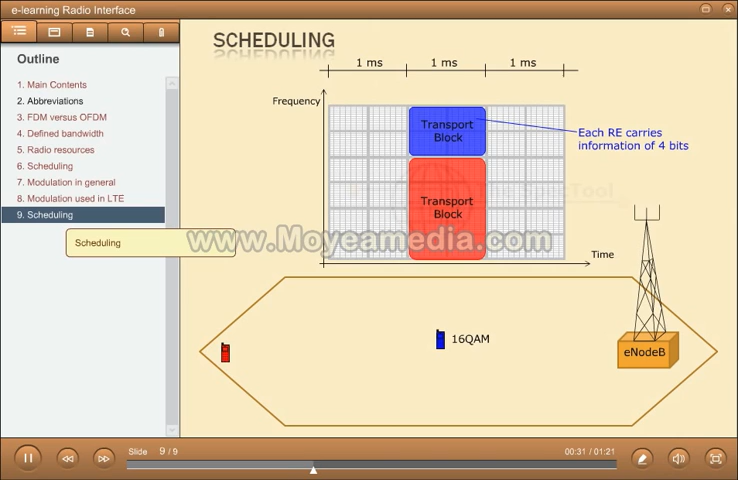 e-learning Radio Interface
Outline
1. Main Contents
2. Abbreviations
3. FDM versus OFDM
4. Defined bandwidth
5. Radio resources
6. Scheduling
7. Modulation in general
8. Modulation used in LTE
9. Scheduling
Scheduling
SCHEDULING
1 ms 1 ms 1 ms
Frequency
Transport
Block
Each RE carries
information of 4 bits
Transport
Block
Time
www.Moyeamedia.com
16QAM
eNodeB
Slide 9 / 9
00:31 / 01:21